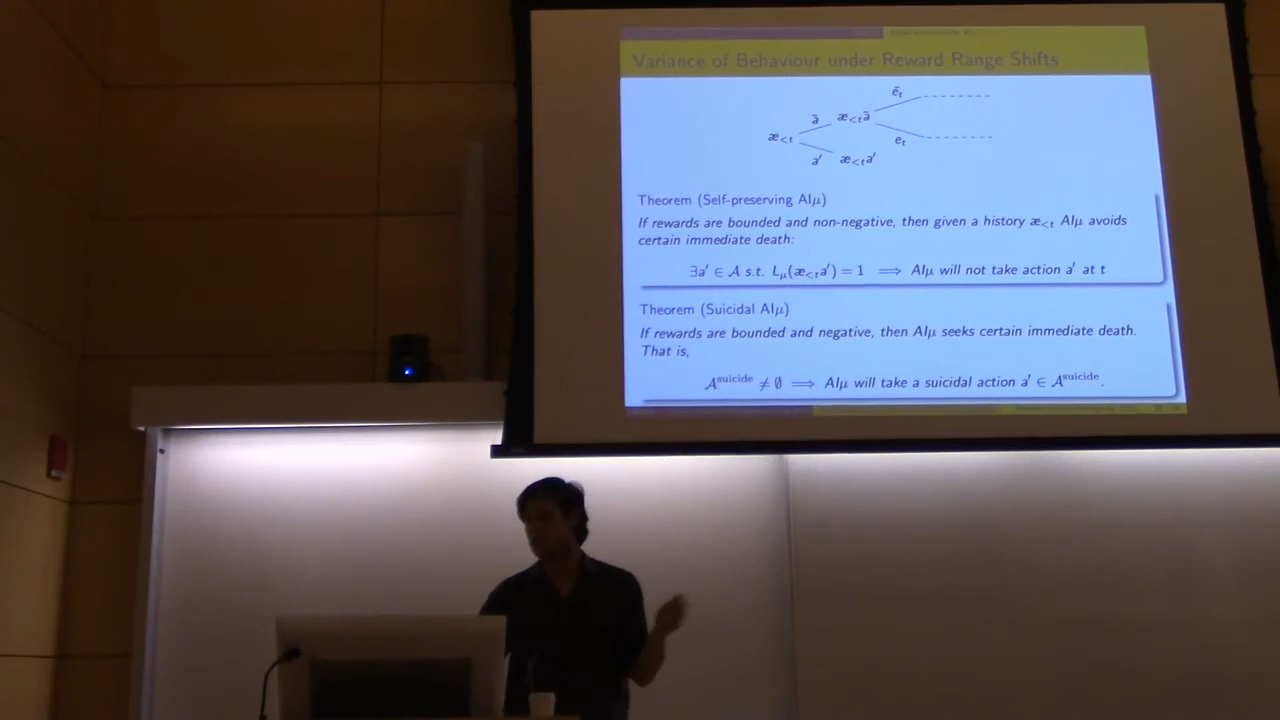 Variance of Behaviour under Reward Range Shifts
ē_t
ā æ_{<t}ā
æ_{<t}
e_t
a′ æ_{<t}a′
Theorem (Self-preserving AIμ)
If rewards are bounded and non-negative, then given a history æ_{<t} AIμ avoids
certain immediate death:
∃a′ ∈ 𝒜 s.t. L_μ(æ_{<t}a′) = 1 ⟹ AIμ will not take action a′ at t
Theorem (Suicidal AIμ)
If rewards are bounded and negative, then AIμ seeks certain immediate death.
That is,
𝒜^{suicide} ≠ ∅ ⟹ AIμ will take a suicidal action a′ ∈ 𝒜^{suicide}.